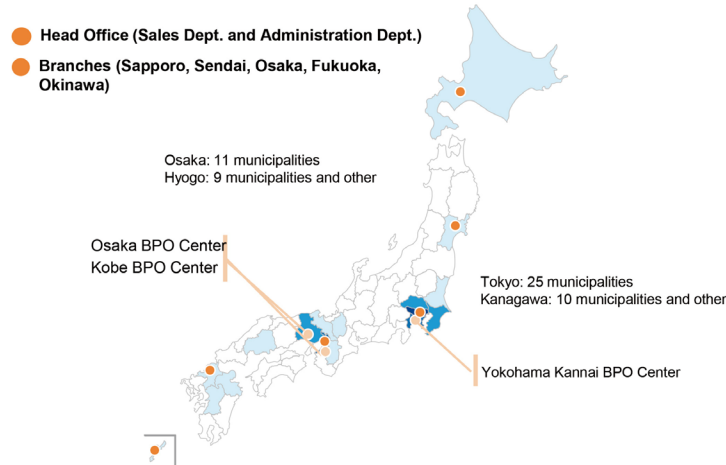 Head Office (Sales Dept. and Administration Dept.)
Branches (Sapporo, Sendai, Osaka, Fukuoka,
Okinawa)
Osaka: 11 municipalities
Hyogo: 9 municipalities and other
Osaka BPO Center
Kobe BPO Center
Tokyo: 25 municipalities
Kanagawa: 10 municipalities and other
Yokohama Kannai BPO Center